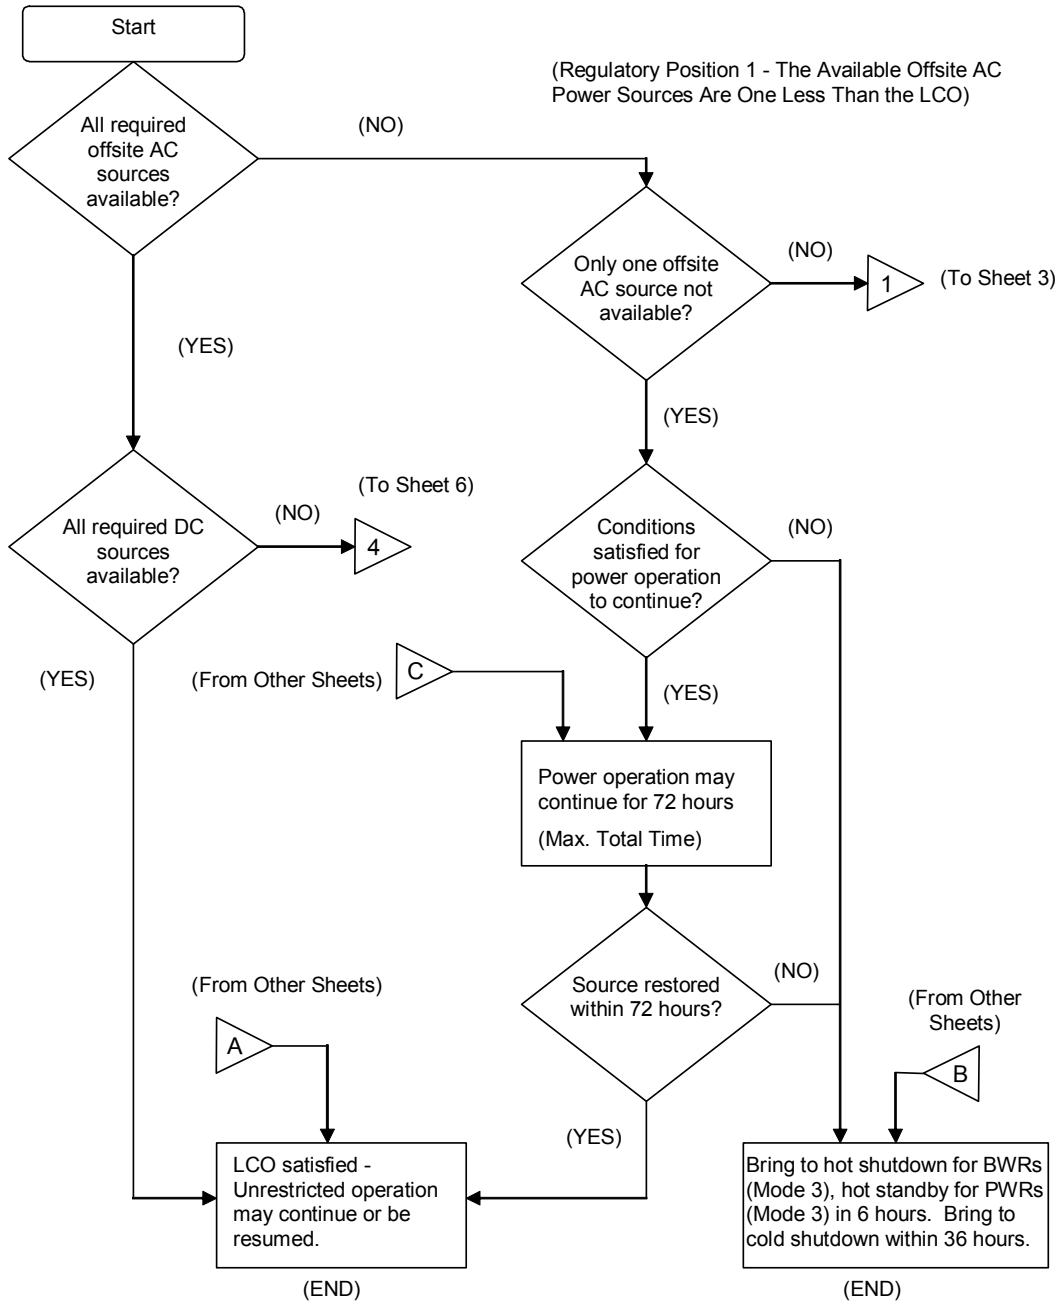 Start
(Regulatory Position 1 - The Available Offsite AC
Power Sources Are One Less Than the LCO)
All required
offsite AC
sources
available?
(NO)
Only one offsite
AC source not
available?
(NO)
1
(To Sheet 3)
(YES)
(YES)
All required DC
sources
available?
(NO)
(To Sheet 6)
4
Conditions
satisfied for
power operation
to continue?
(NO)
(YES)
(From Other Sheets)
C
(YES)
Power operation may
continue for 72 hours
(Max. Total Time)
Source restored
within 72 hours?
(NO)
(From Other Sheets)
A
(From Other
Sheets)
B
(YES)
LCO satisfied -
Unrestricted operation
may continue or be
resumed.
(END)
Bring to hot shutdown for BWRs
(Mode 3), hot standby for PWRs
(Mode 3) in 6 hours.  Bring to
cold shutdown within 36 hours.
(END)